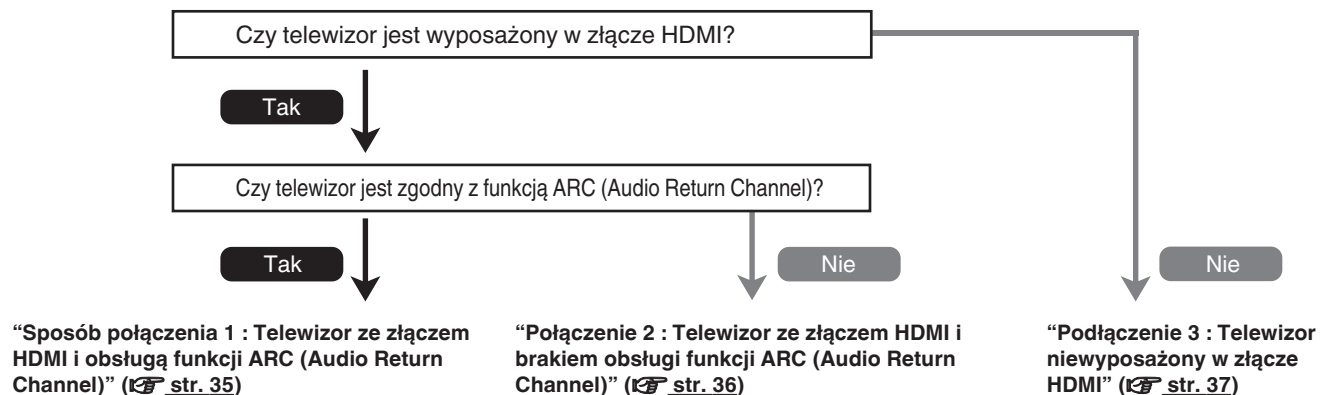 Czy telewizor jest wyposażony w złącze HDMI?
Tak
Czy telewizor jest zgodny z funkcją ARC (Audio Return Channel)?
Tak
Nie
Nie
“Sposób połączenia 1 : Telewizor ze złączem
HDMI i obsługą funkcji ARC (Audio Return
Channel)” (☞ str. 35)
“Połączenie 2 : Telewizor ze złączem HDMI i
brakiem obsługi funkcji ARC (Audio Return
Channel)” (☞ str. 36)
“Podłączenie 3 : Telewizor
niewyposażony w złącze
HDMI” (☞ str. 37)